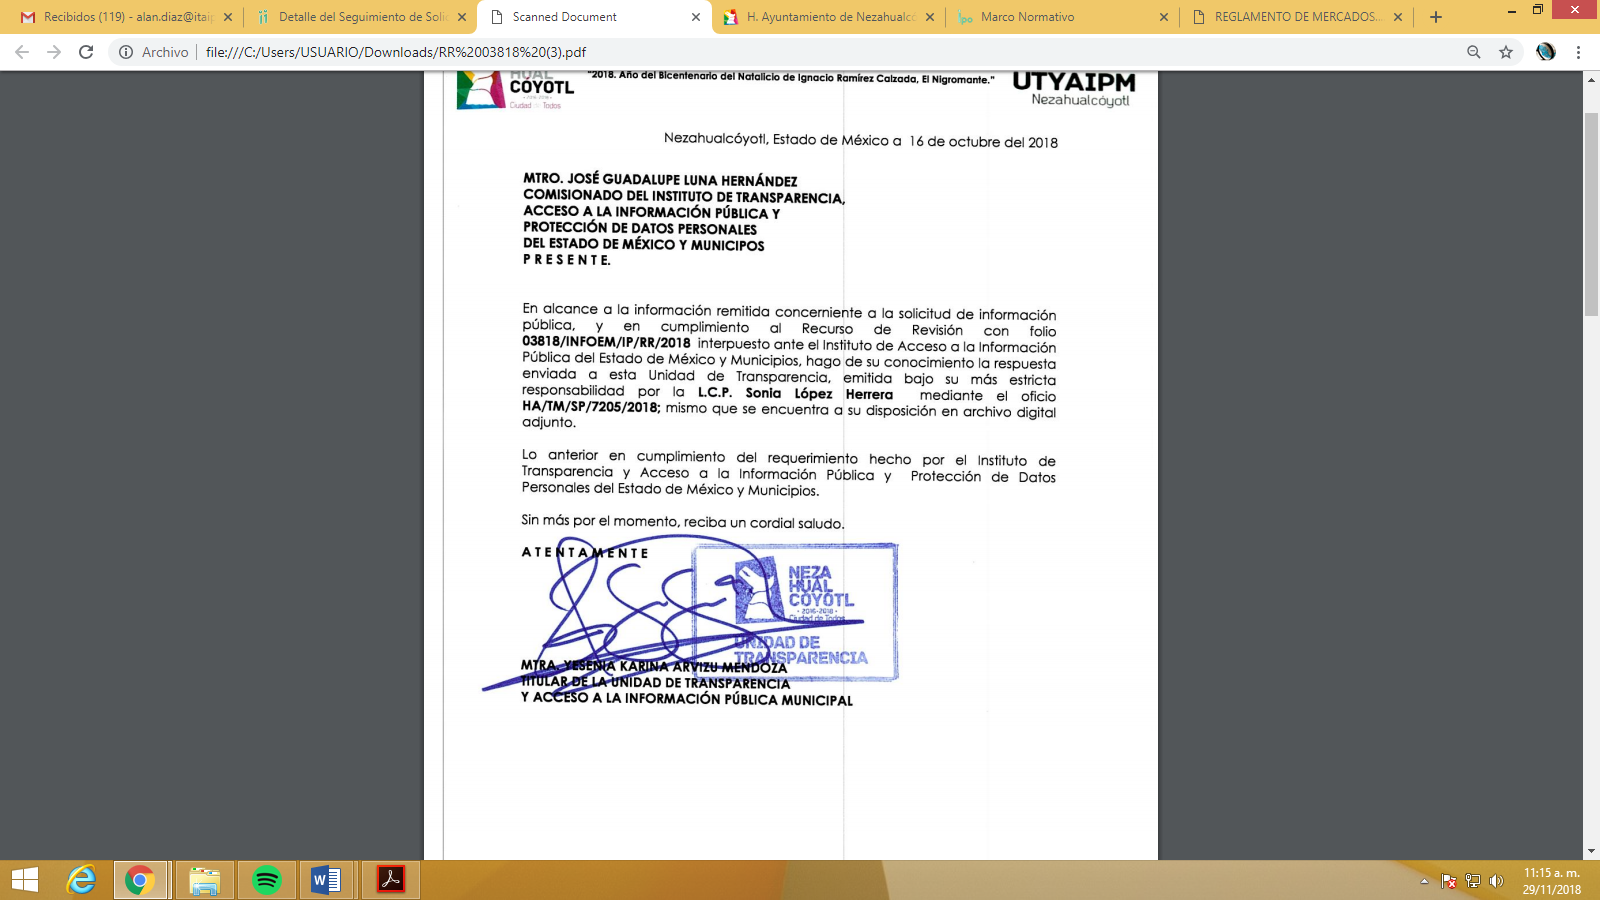 Recibidos (119) - alan.diaz@itaip
Detalle del Seguimiento de Solic
Scanned Document
H. Ayuntamiento de Nezahualcó
Marco Normativo
REGLAMENTO DE MERCADOS...
Archivo
file:///C:/Users/USUARIO/Downloads/RR%2003818%20(3).pdf
HUAL
COYOTL
Ciudad de Todos
"2018. Año del Bicentenario del Natalicio de Ignacio Ramírez Calzada, El Nigromante."
UTYAIPM
Nezahualcóyotl
Nezahualcóyotl, Estado de México a 16 de octubre del 2018
MTRO. JOSÉ GUADALUPE LUNA HERNÁNDEZ
COMISIONADO DEL INSTITUTO DE TRANSPARENCIA,
ACCESO A LA INFORMACIÓN PÚBLICA Y
PROTECCIÓN DE DATOS PERSONALES
DEL ESTADO DE MÉXICO Y MUNICIPOS
P R E S E N T E.
En alcance a la información remitida concerniente a la solicitud de información
pública, y en cumplimiento al Recurso de Revisión con folio
03818/INFOEM/IP/RR/2018 interpuesto ante el Instituto de Acceso a la Información
Pública del Estado de México y Municipios, hago de su conocimiento la respuesta
enviada a esta Unidad de Transparencia, emitida bajo su más estricta
responsabilidad por la L.C.P. Sonia López Herrera mediante el oficio
HA/TM/SP/7205/2018; mismo que se encuentra a su disposición en archivo digital
adjunto.
Lo anterior en cumplimiento del requerimiento hecho por el Instituto de
Transparencia y Acceso a la Información Pública y Protección de Datos
Personales del Estado de México y Municipios.
Sin más por el momento, reciba un cordial saludo.
A T E N T A M E N T E
NEZA
HUAL
COYOTL
• 2016-2018 •
Ciudad de Todos
UNIDAD DE
TRANSPARENCIA
MTRA. YESENIA KARINA ARVIZU MENDOZA
TITULAR DE LA UNIDAD DE TRANSPARENCIA
Y ACCESO A LA INFORMACIÓN PÚBLICA MUNICIPAL
11:15 a. m.
29/11/2018